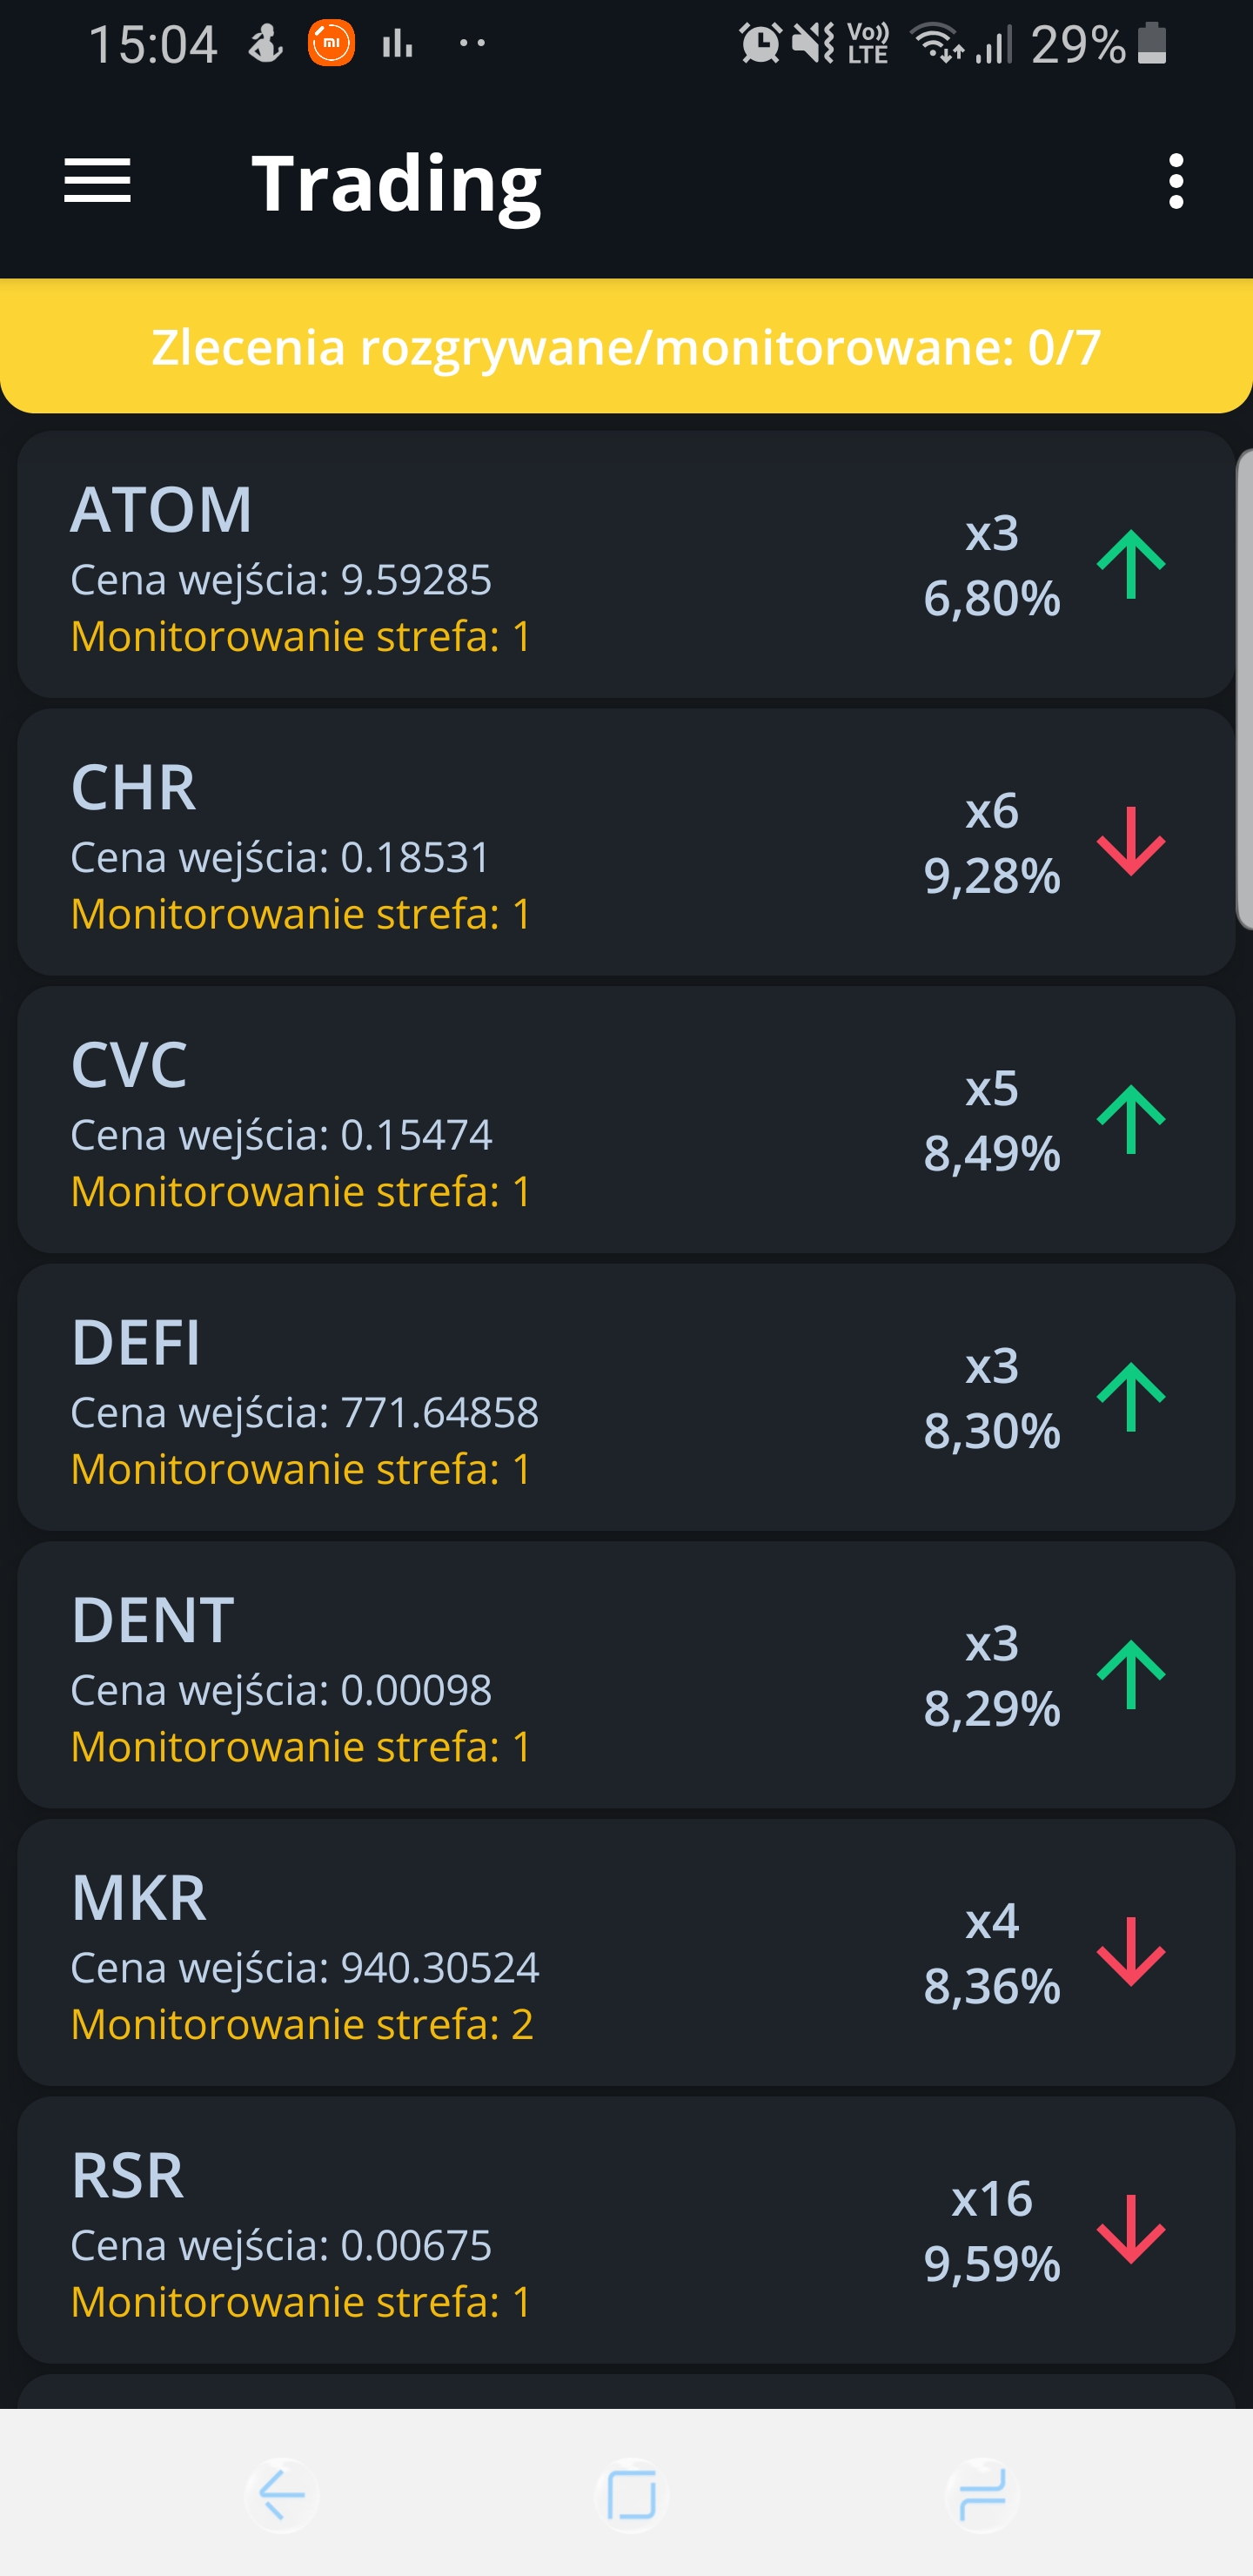 15:04
Vo)) LTE
29%
Trading
Zlecenia rozgrywane/monitorowane: 0/7
ATOM
Cena wejścia: 9.59285
Monitorowanie strefa: 1
x3
6,80%
CHR
Cena wejścia: 0.18531
Monitorowanie strefa: 1
x6
9,28%
CVC
Cena wejścia: 0.15474
Monitorowanie strefa: 1
x5
8,49%
DEFI
Cena wejścia: 771.64858
Monitorowanie strefa: 1
x3
8,30%
DENT
Cena wejścia: 0.00098
Monitorowanie strefa: 1
x3
8,29%
MKR
Cena wejścia: 940.30524
Monitorowanie strefa: 2
x4
8,36%
RSR
Cena wejścia: 0.00675
Monitorowanie strefa: 1
x16
9,59%